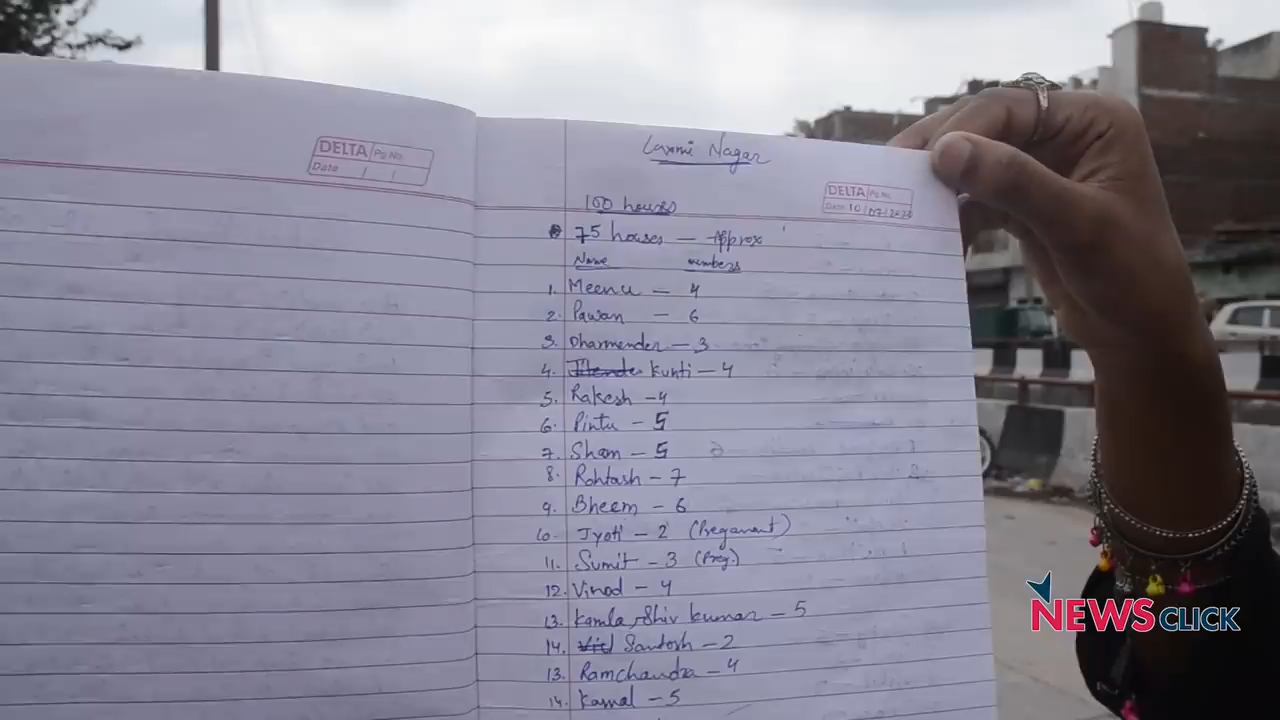 DELTA Pg No.
Date / /
Laxmi Nagar
DELTA Pg No.
Date 10/07/2023
100 houses
75 houses — Approx
Name members
1. Meenu — 4
2. Pawan — 6
3. Dharmender — 3
4. Kunti — 4
5. Rakesh — 4
6. Pintu — 5
7. Sham — 5
8. Rohtash — 7
9. Bheem — 6
10. Jyoti — 2 (Preganant)
11. Sumit — 3 (Preg.)
12. Vinod — 4
13. Kamla, Shiv kumar — 5
14. Santosh — 2
13. Ramchandra — 4
14. Kamal — 5
NEWSCLICK